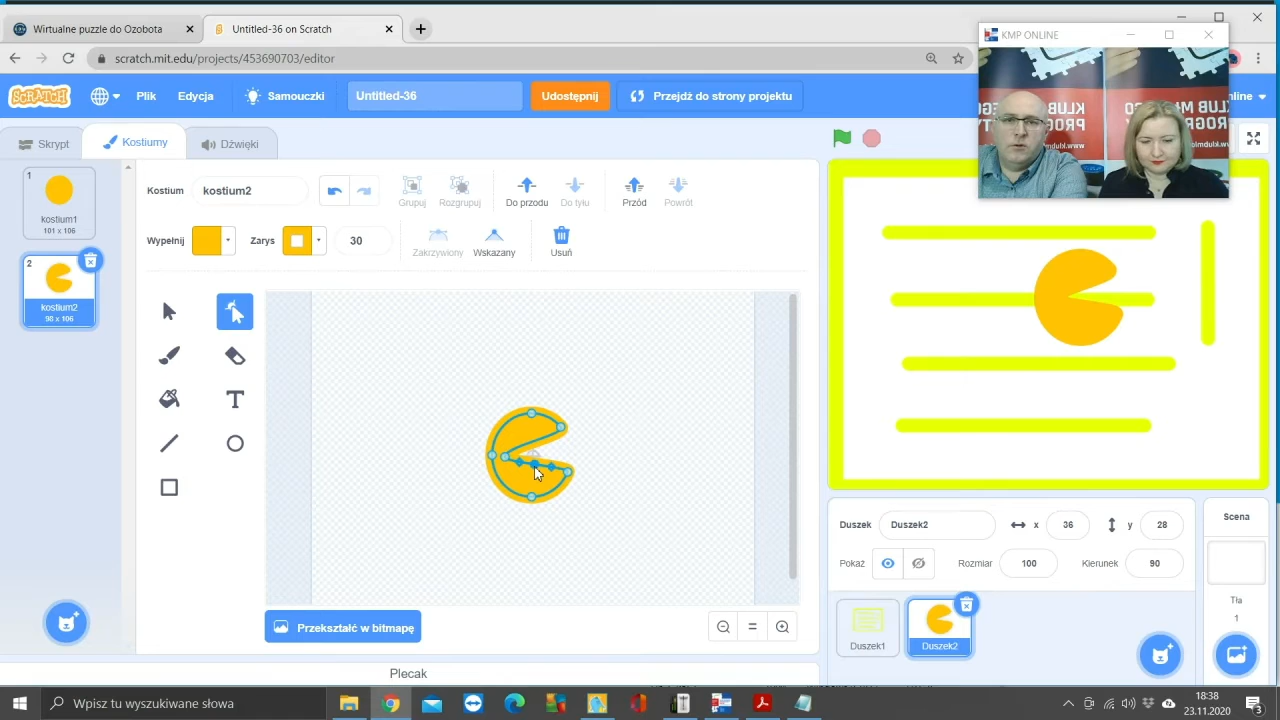 Wirtualne puzzle do Ozobota
Untitled-36 on Scratch
KMP ONLINE
scratch.mit.edu/projects/453690703/editor
SCRATCH
Plik
Edycja
Samouczki
Untitled-36
Udostępnij
Przejdź do strony projektu
nline
Skrypt
Kostiumy
Dźwięki
1
kostium1
101 x 106
2
kostium2
90 x 106
Kostium
kostium2
Grupuj
Rozgrupuj
Do przodu
Do tyłu
Przód
Powrót
Wypełnij
Zarys
30
Zakrzywiony
Wskazany
Usuń
Przekształć w bitmapę
Plecak
Duszek
Duszek2
x
36
y
28
Pokaż
Rozmiar
100
Kierunek
90
Duszek1
Duszek2
Scena
Tła
1
Wpisz tu wyszukiwane słowa
18:38
23.11.2020
3